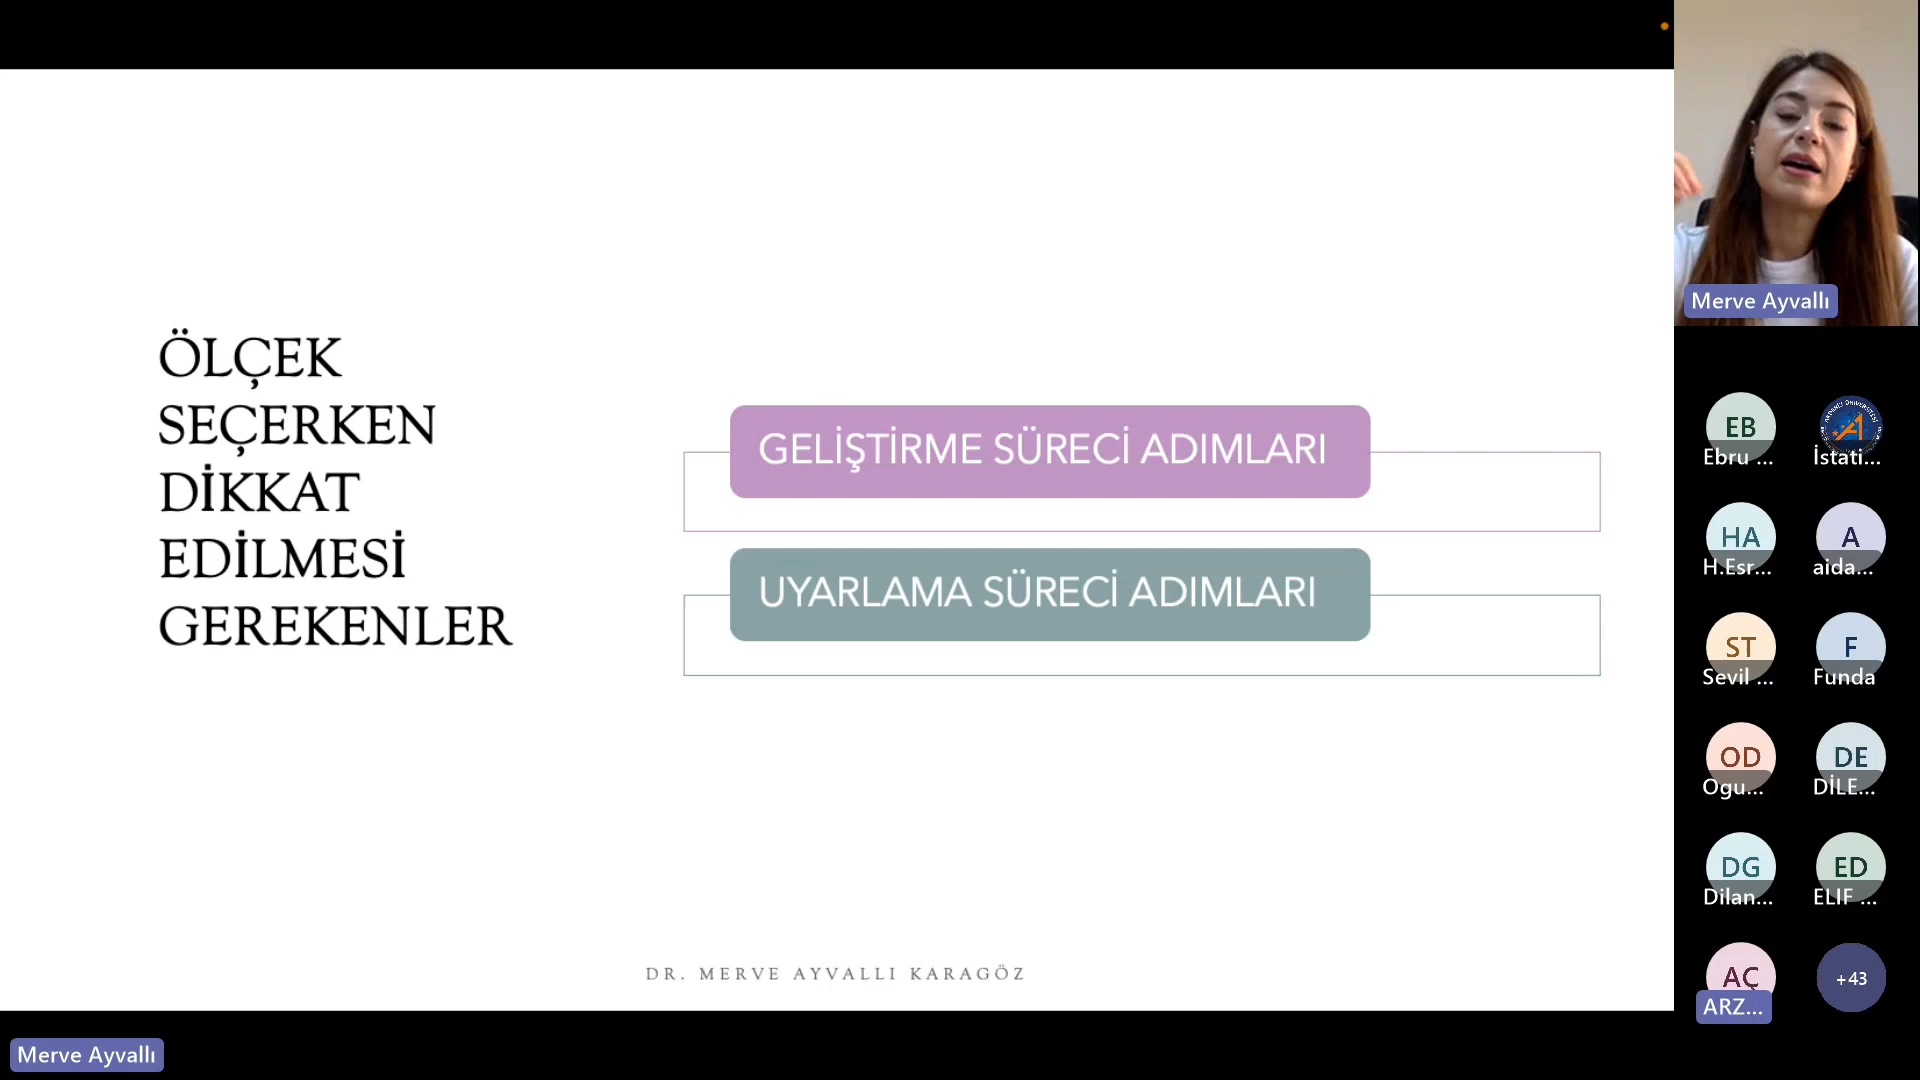 ÖLÇEK
SEÇERKEN
DİKKAT
EDİLMESİ
GEREKENLER
GELİŞTİRME SÜRECİ ADIMLARI
UYARLAMA SÜRECİ ADIMLARI
DR. MERVE AYVALLI KARAGÖZ
Merve Ayvallı
Merve Ayvallı
EB
Ebru ...
İstati...
HA
H.Esr...
A
aida...
ST
Sevil ...
F
Funda
OD
Ogu...
DE
DİLE...
DG
Dilan...
ED
ELIF ...
AÇ
ARZ...
+43